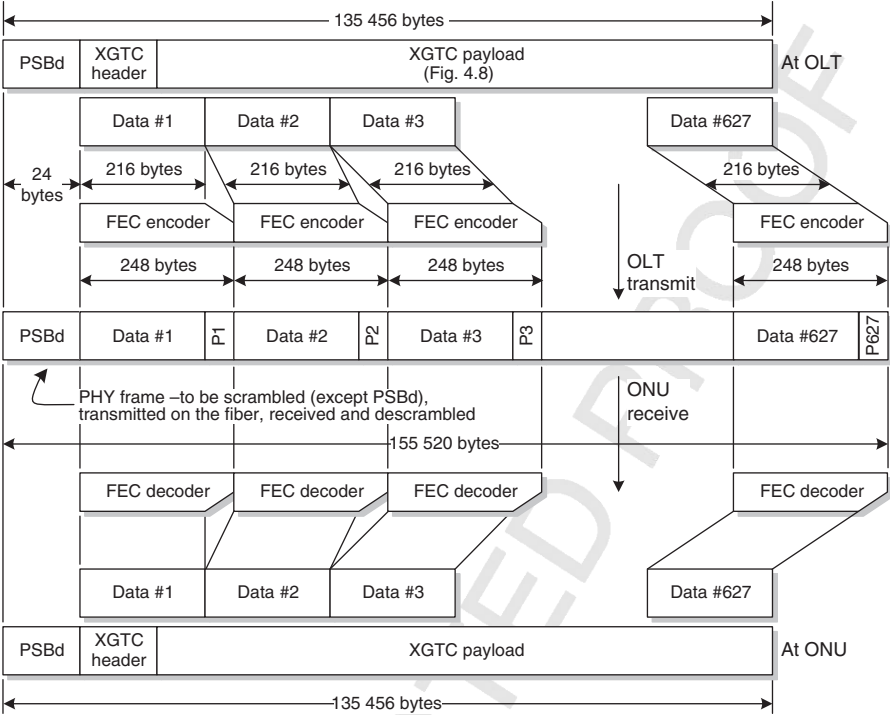 135 456 bytes
PSBd
XGTC
header
XGTC payload
(Fig. 4.8)
At OLT
Data #1
Data #2
Data #3
Data #627
24
bytes
216 bytes
216 bytes
216 bytes
216 bytes
FEC encoder
FEC encoder
FEC encoder
FEC encoder
248 bytes
248 bytes
248 bytes
248 bytes
OLT
transmit
PSBd
Data #1
P1
Data #2
P2
Data #3
P3
Data #627
P627
PHY frame –to be scrambled (except PSBd),
transmitted on the fiber, received and descrambled
ONU
receive
155 520 bytes
FEC decoder
FEC decoder
FEC decoder
FEC decoder
Data #1
Data #2
Data #3
Data #627
PSBd
XGTC
header
XGTC payload
At ONU
135 456 bytes
TED PROOF